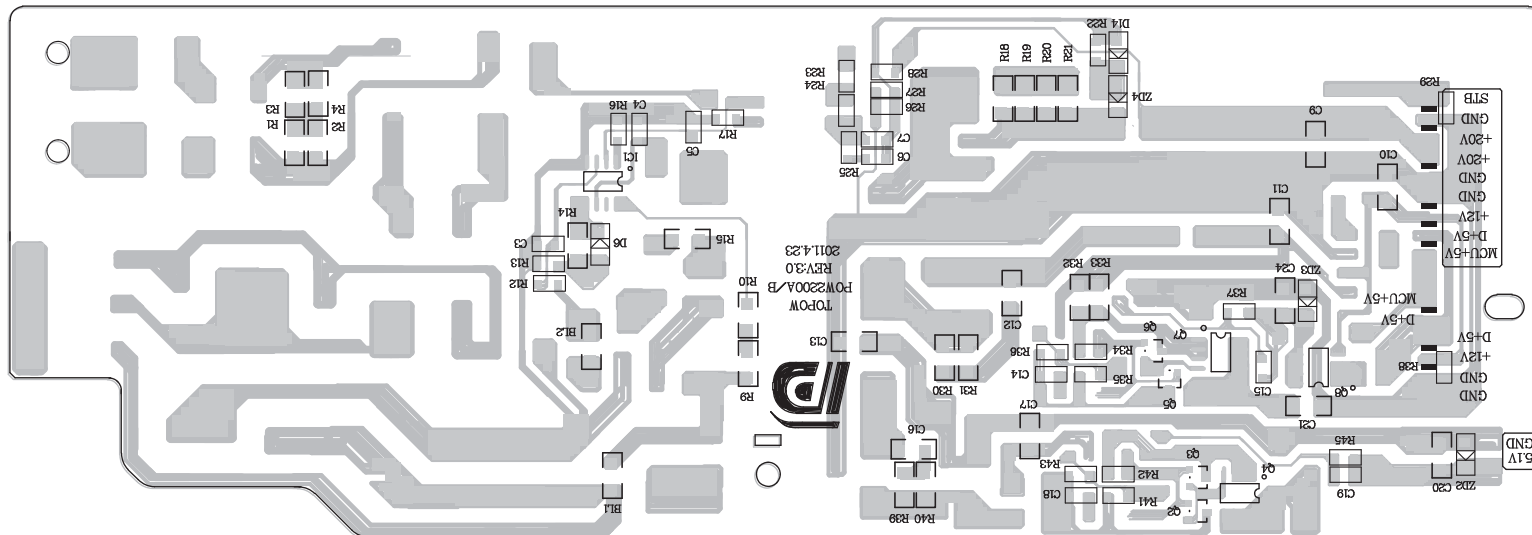 R22
D14
R23
R24
R28
R27
R26
R18
R19
R20
R21
ZD4
R29
R3
R4
R1
R2
R16
C4
C5
R17
IC1
C7
C8
R25
C9
C10
C11
STB
GND
+20V
+20V
GND
GND
+12V
D+5V
MCU+5V
R14
C3
D6
R13
R12
R15
R10
2011.4.23
REV:3.0
POW2200A/B
TOPOW
R32
R33
C24
ZD3
MCU+5V
D+5V
D+5V
+12V
GND
GND
BL2
C13
C12
R37
Q6
Q7
R36
R34
C14
R35
Q5
C15
Q8
R38
R9
R30
R31
C21
C17
C16
R45
GND
5.1V
R43
R42
Q3
Q4
C18
R41
Q2
C19
C20
ZD2
BL1
R39
R40